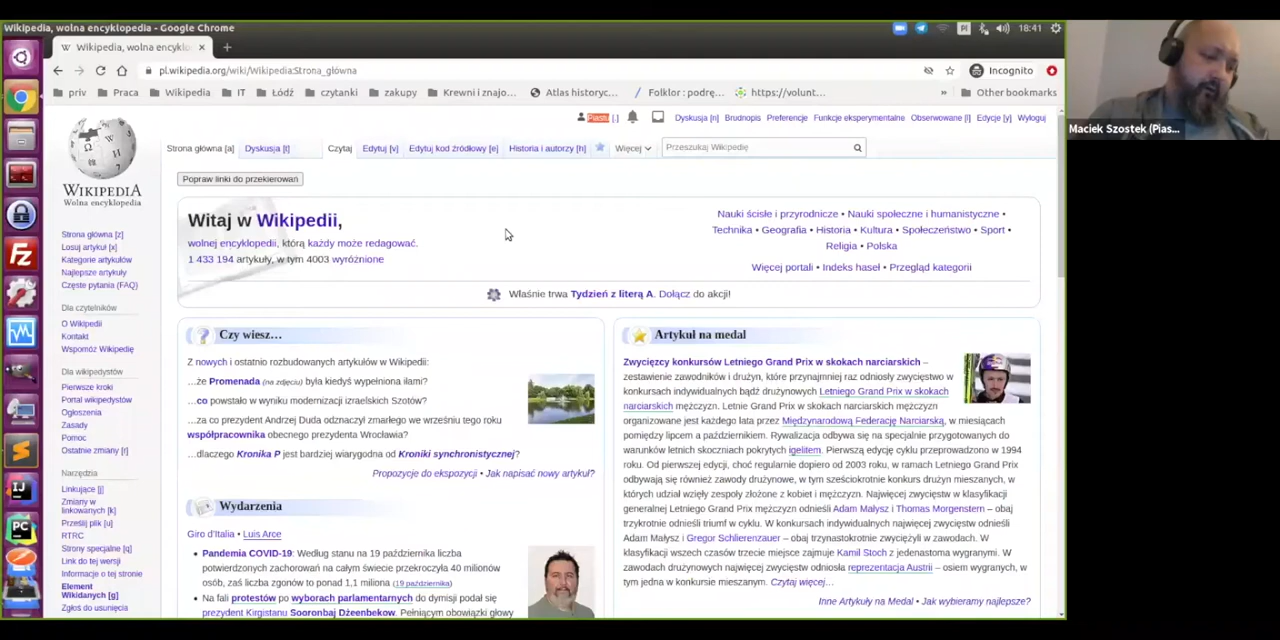 Wikipedia, wolna encyklopedia - Google Chrome
18:41
Wikipedia, wolna encyklo
pl.wikipedia.org/wiki/Wikipedia:Strona_główna
Incognito
priv Praca Wikipedia IT Łódź czytanki zakupy Krewni i znajo… Atlas historyc… Folklor : podrę… https://volunt… » Other bookmarks
Piastu [.] Dyskusja [n] Brudnopis Preferencje Funkcje eksperymentalne Obserwowane [l] Edycje [y] Wyloguj
Strona główna [a] Dyskusja [t] Czytaj Edytuj [v] Edytuj kod źródłowy [e] Historia i autorzy [h] Więcej Przeszukaj Wikipedię
WIKIPEDIA
Wolna encyklopedia
Popraw linki do przekierowań
Strona główna [z]
Losuj artykuł [x]
Kategorie artykułów
Najlepsze artykuły
Częste pytania (FAQ)
Dla czytelników
O Wikipedii
Kontakt
Wspomóż Wikipedię
Dla wikipedystów
Pierwsze kroki
Portal wikipedystów
Ogłoszenia
Zasady
Pomoc
Ostatnie zmiany [r]
Narzędzia
Linkujące [j]
Zmiany w
linkowanych [k]
Prześlij plik [u]
RTRC
Strony specjalne [q]
Link do tej wersji
Informacje o tej stronie
Element
Wikidanych [g]
Zgłoś do usunięcia
Witaj w Wikipedii,
wolnej encyklopedii, którą każdy może redagować.
1 433 194 artykuły, w tym 4003 wyróżnione
Nauki ścisłe i przyrodnicze • Nauki społeczne i humanistyczne •
Technika • Geografia • Historia • Kultura • Społeczeństwo • Sport •
Religia • Polska
Więcej portali • Indeks haseł • Przegląd kategorii
Właśnie trwa Tydzień z literą A. Dołącz do akcji!
Czy wiesz…
Z nowych i ostatnio rozbudowanych artykułów w Wikipedii:
…że Promenada (na zdjęciu) była kiedyś wypełniona iłami?
…co powstało w wyniku modernizacji izraelskich Szotów?
…za co prezydent Andrzej Duda odznaczył zmarłego we wrześniu tego roku
współpracownika obecnego prezydenta Wrocławia?
…dlaczego Kronika P jest bardziej wiarygodna od Kroniki synchronistycznej?
Propozycje do ekspozycji • Jak napisać nowy artykuł?
Wydarzenia
Giro d'Italia • Luis Arce
• Pandemia COVID-19: Według stanu na 19 października liczba
potwierdzonych zachorowań na całym świecie przekroczyła 40 milionów
osób, zaś liczba zgonów to ponad 1,1 miliona (19 października)
• Na fali protestów po wyborach parlamentarnych do dymisji podał się
prezydent Kirgistanu Sooronbaj Dżeenbekow. Pełniącym obowiązki głowy
Artykuł na medal
Zwycięzcy konkursów Letniego Grand Prix w skokach narciarskich –
zestawienie zawodników i drużyn, które przynajmniej raz odniosły zwycięstwo w
konkursach indywidualnych bądź drużynowych Letniego Grand Prix w skokach
narciarskich mężczyzn. Letnie Grand Prix w skokach narciarskich mężczyzn
organizowane jest każdego lata przez Międzynarodową Federację Narciarską, w miesiącach
pomiędzy lipcem a październikiem. Rywalizacja odbywa się na specjalnie przygotowanych do
warunków letnich skoczniach pokrytych igelitem. Pierwszą edycję cyklu przeprowadzono w 1994
roku. Od pierwszej edycji, choć regularnie dopiero od 2003 roku, w ramach Letniego Grand Prix
odbywają się również zawody drużynowe, w tym sześciokrotnie konkurs drużyn mieszanych, w
których udział wzięły zespoły złożone z kobiet i mężczyzn. Najwięcej zwycięstw w klasyfikacji
generalnej Letniego Grand Prix mężczyzn odnieśli Adam Małysz i Thomas Morgenstern – obaj
trzykrotnie odnieśli triumf w cyklu. W konkursach indywidualnych najwięcej zwycięstw odnieśli
Adam Małysz i Gregor Schlierenzauer – obaj trzynastokrotnie zwyciężyli w zawodach. W
klasyfikacji wszech czasów trzecie miejsce zajmuje Kamil Stoch z jedenastoma wygranymi. W
zawodach drużynowych najwięcej zwycięstw odniosła reprezentacja Austrii – osiem wygranych, w
tym jedna w konkursie mieszanym. Czytaj więcej…
Inne Artykuły na Medal • Jak wybieramy najlepsze?
Maciek Szostek (Pias...